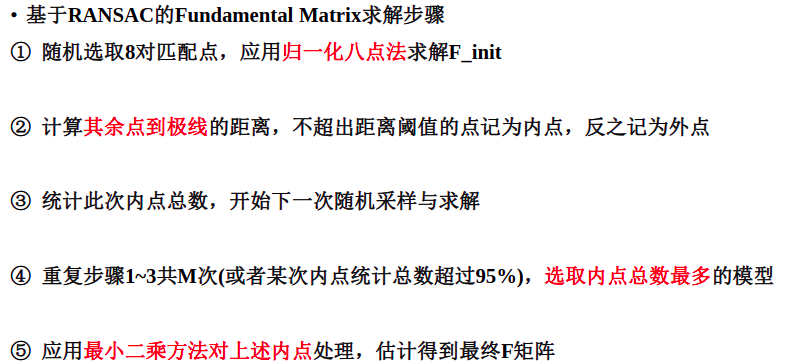 • 基于RANSAC的Fundamental Matrix求解步骤
① 随机选取8对匹配点，应用归一化八点法求解F_init
② 计算其余点到极线的距离，不超出距离阈值的点记为内点，反之记为外点
③ 统计此次内点总数，开始下一次随机采样与求解
④ 重复步骤1~3共M次(或者某次内点统计总数超过95%)，选取内点总数最多的模型
⑤ 应用最小二乘方法对上述内点处理，估计得到最终F矩阵